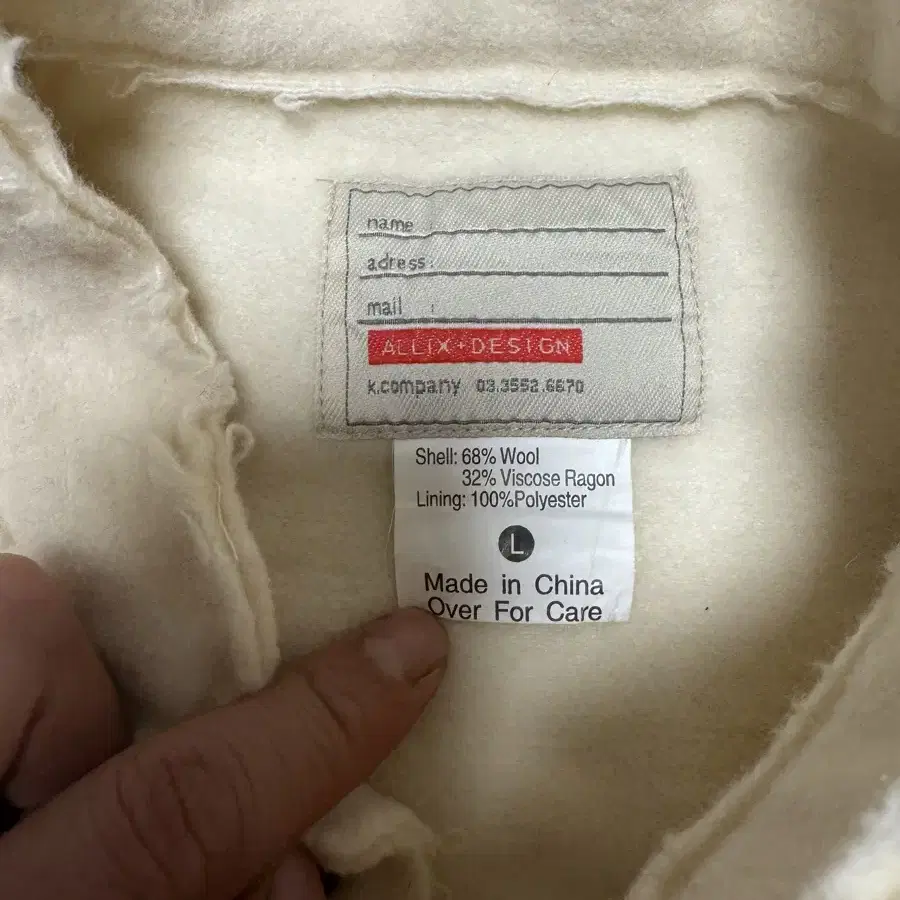 name
adress:
mail :
ALLIX+DESIGN
k.company 03.3552.6670
Shell: 68% Wool
32% Viscose Ragon
Lining: 100%Polyester
L
Made in China
Over For Care